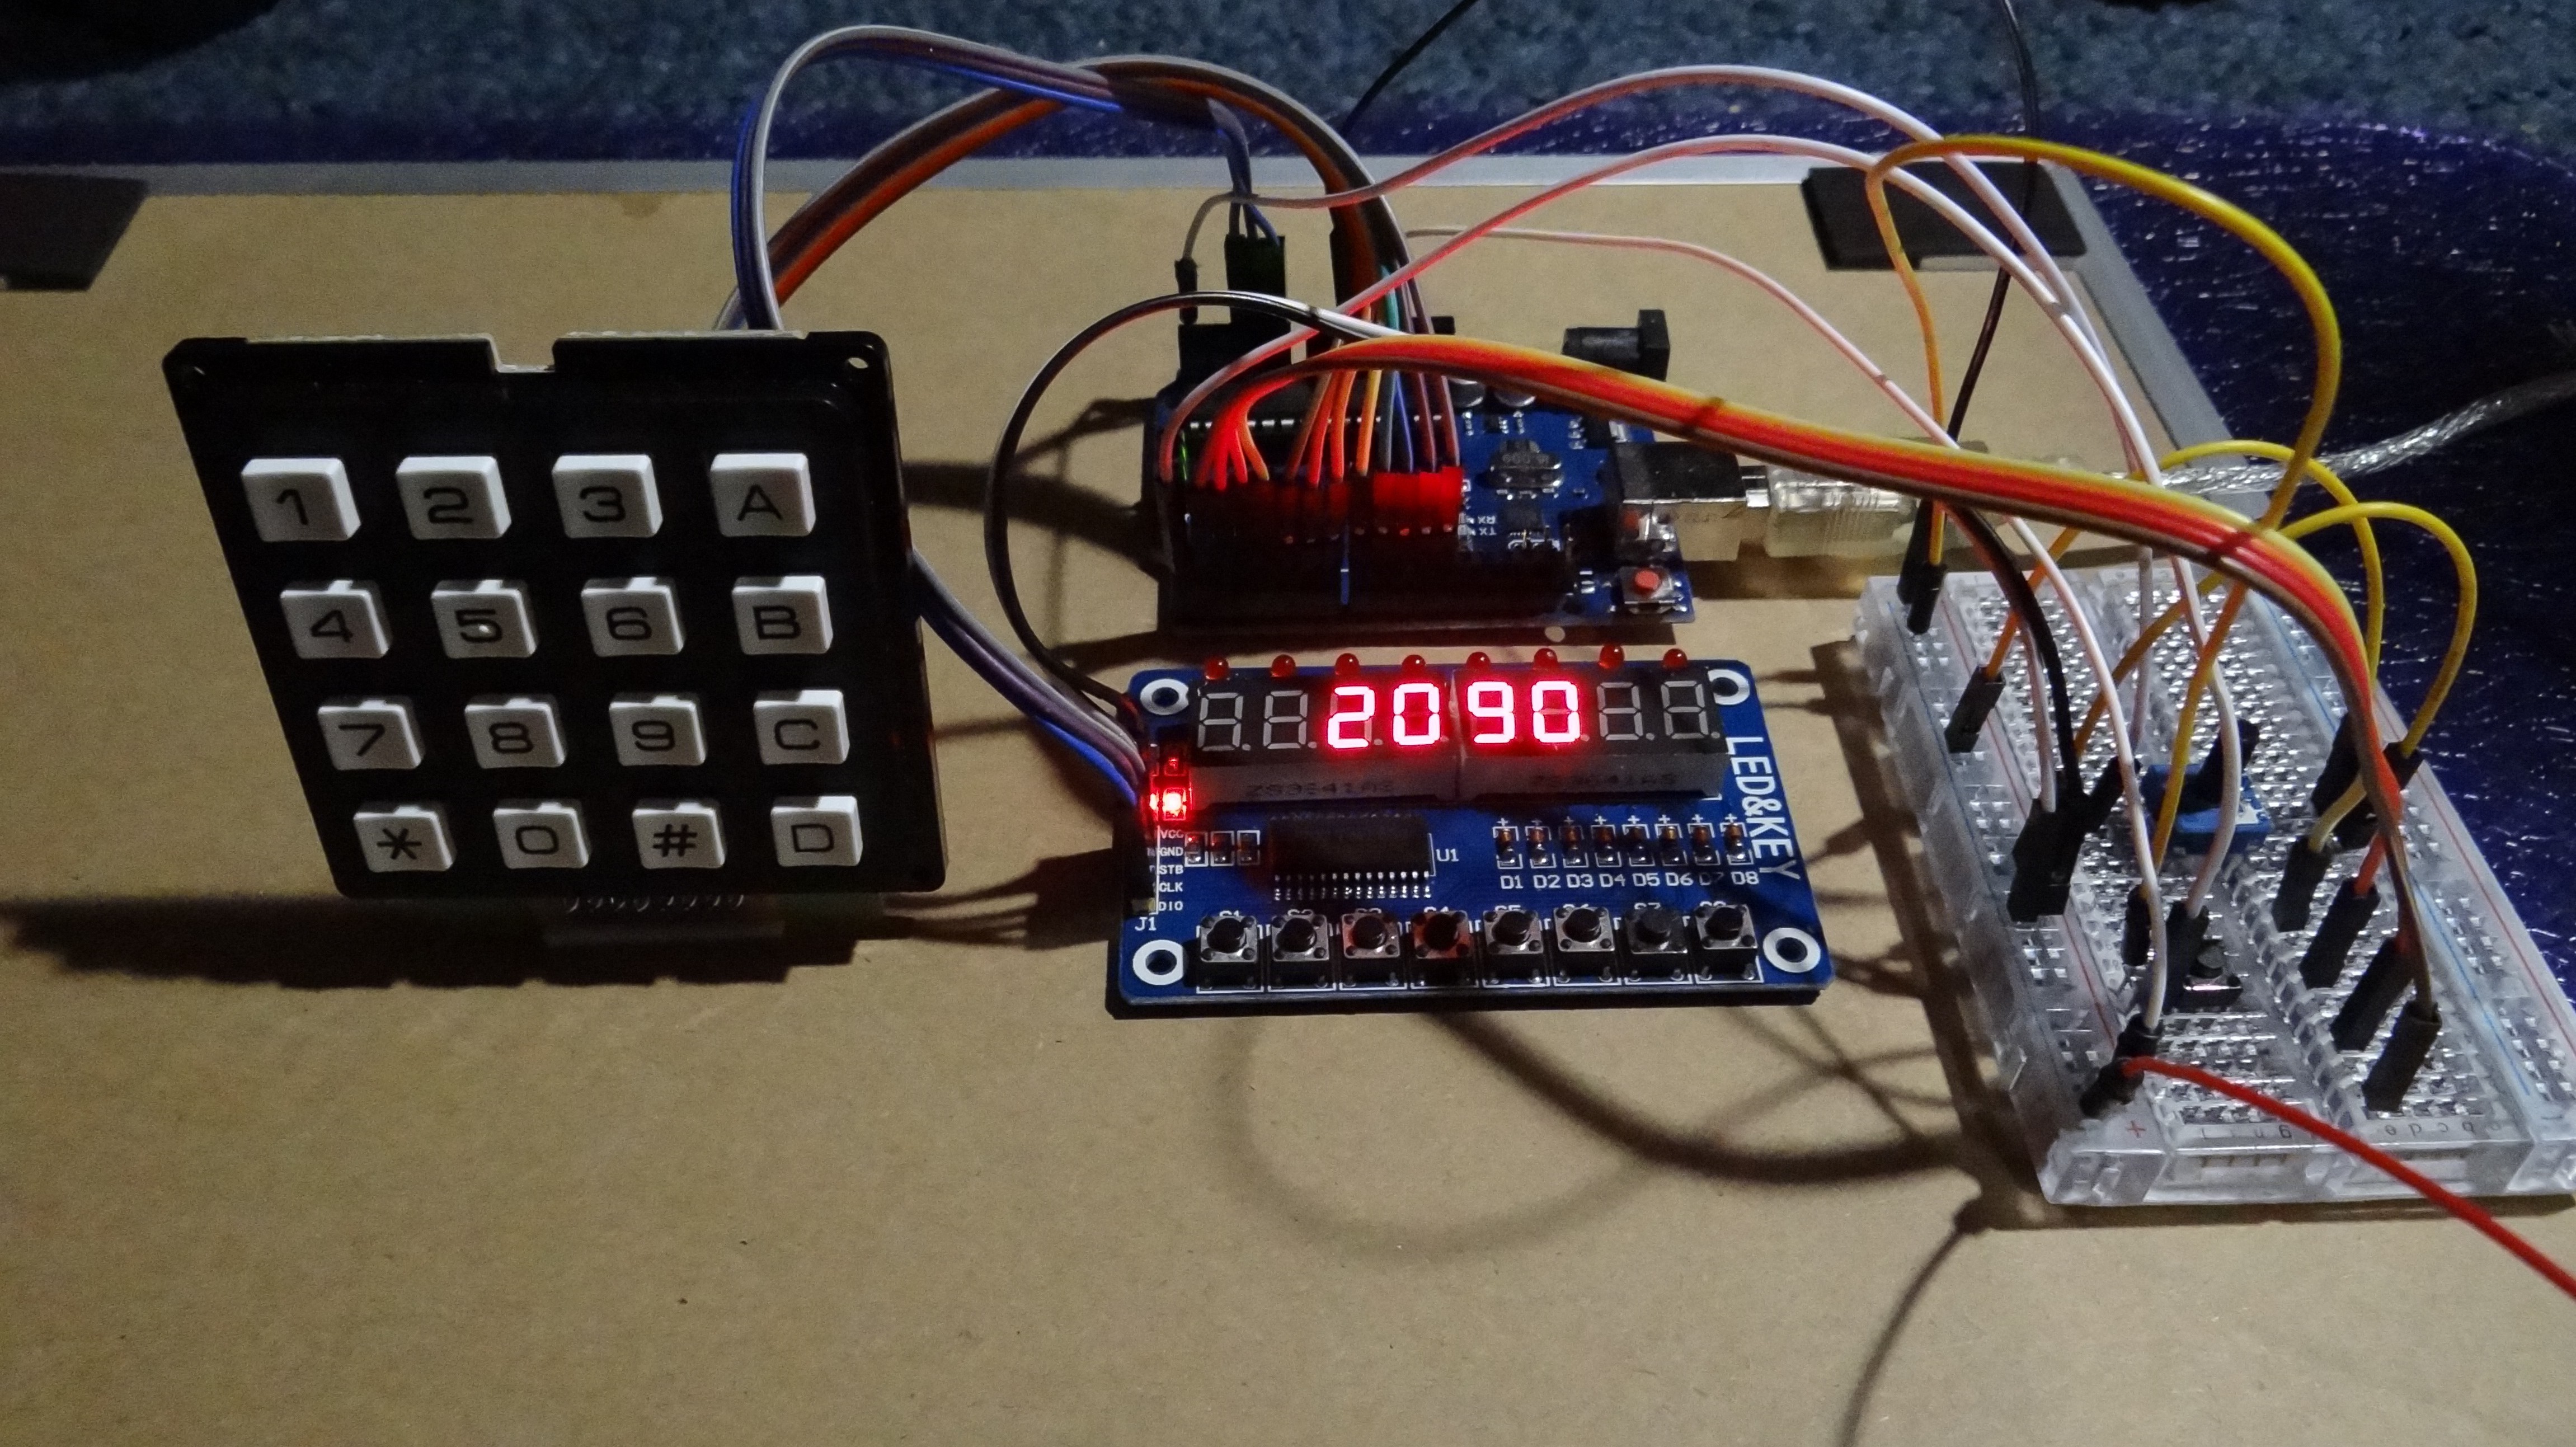 1 2 3 A
4 5 6 B
7 8 9 C
* 0 # D
2090
LED&KEY
VCC
GND
STB
CLK
DIO
J1
U1
D1 D2 D3 D4 D5 D6 D7 D8
TX
RX
+